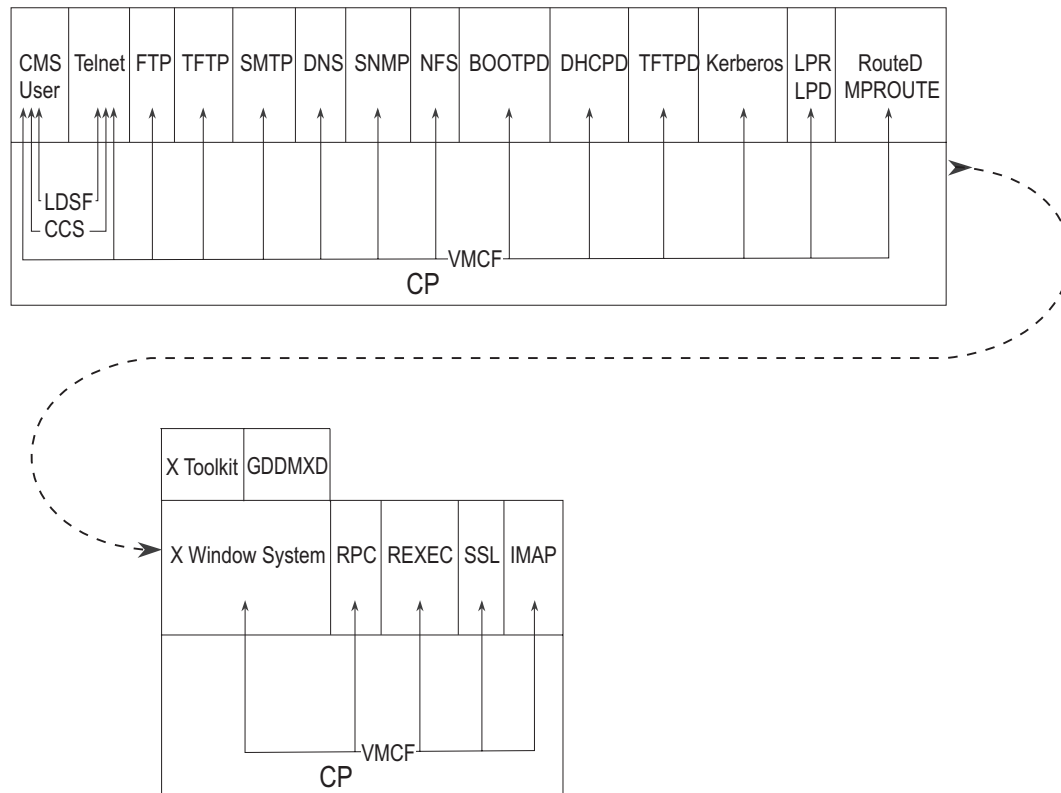 CMS User
Telnet
FTP
TFTP
SMTP
DNS
SNMP
NFS
BOOTPD
DHCPD
TFTPD
Kerberos
LPR LPD
RouteD MPROUTE
LDSF
CCS
VMCF
CP
X Toolkit
GDDMXD
X Window System
RPC
REXEC
SSL
IMAP
VMCF
CP